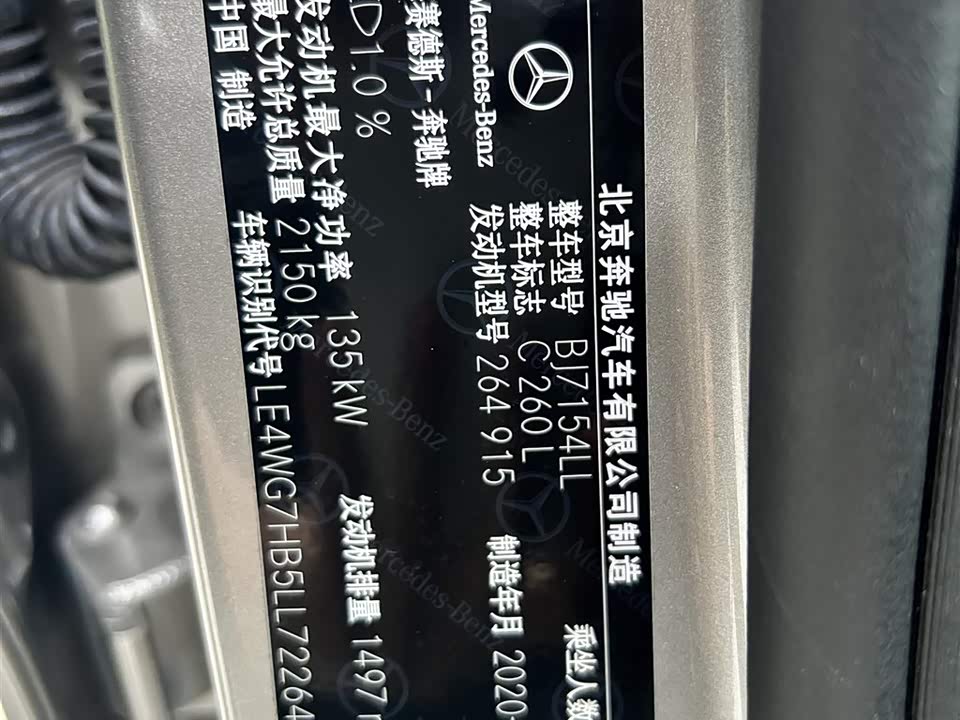 北京奔驰汽车有限公司制造
整车型号 BJ7154LL 乘坐人数
整车标志 C 260 L
Mercedes-Benz 发动机型号 264 915 制造年月 2020-
赛德斯-奔驰牌
D>1.0 %
发动机最大净功率 135 kW 发动机排量 1497
最大允许总质量 2150 kg
中国 制造 车辆识别代号 LE4WG7HB5LL72264